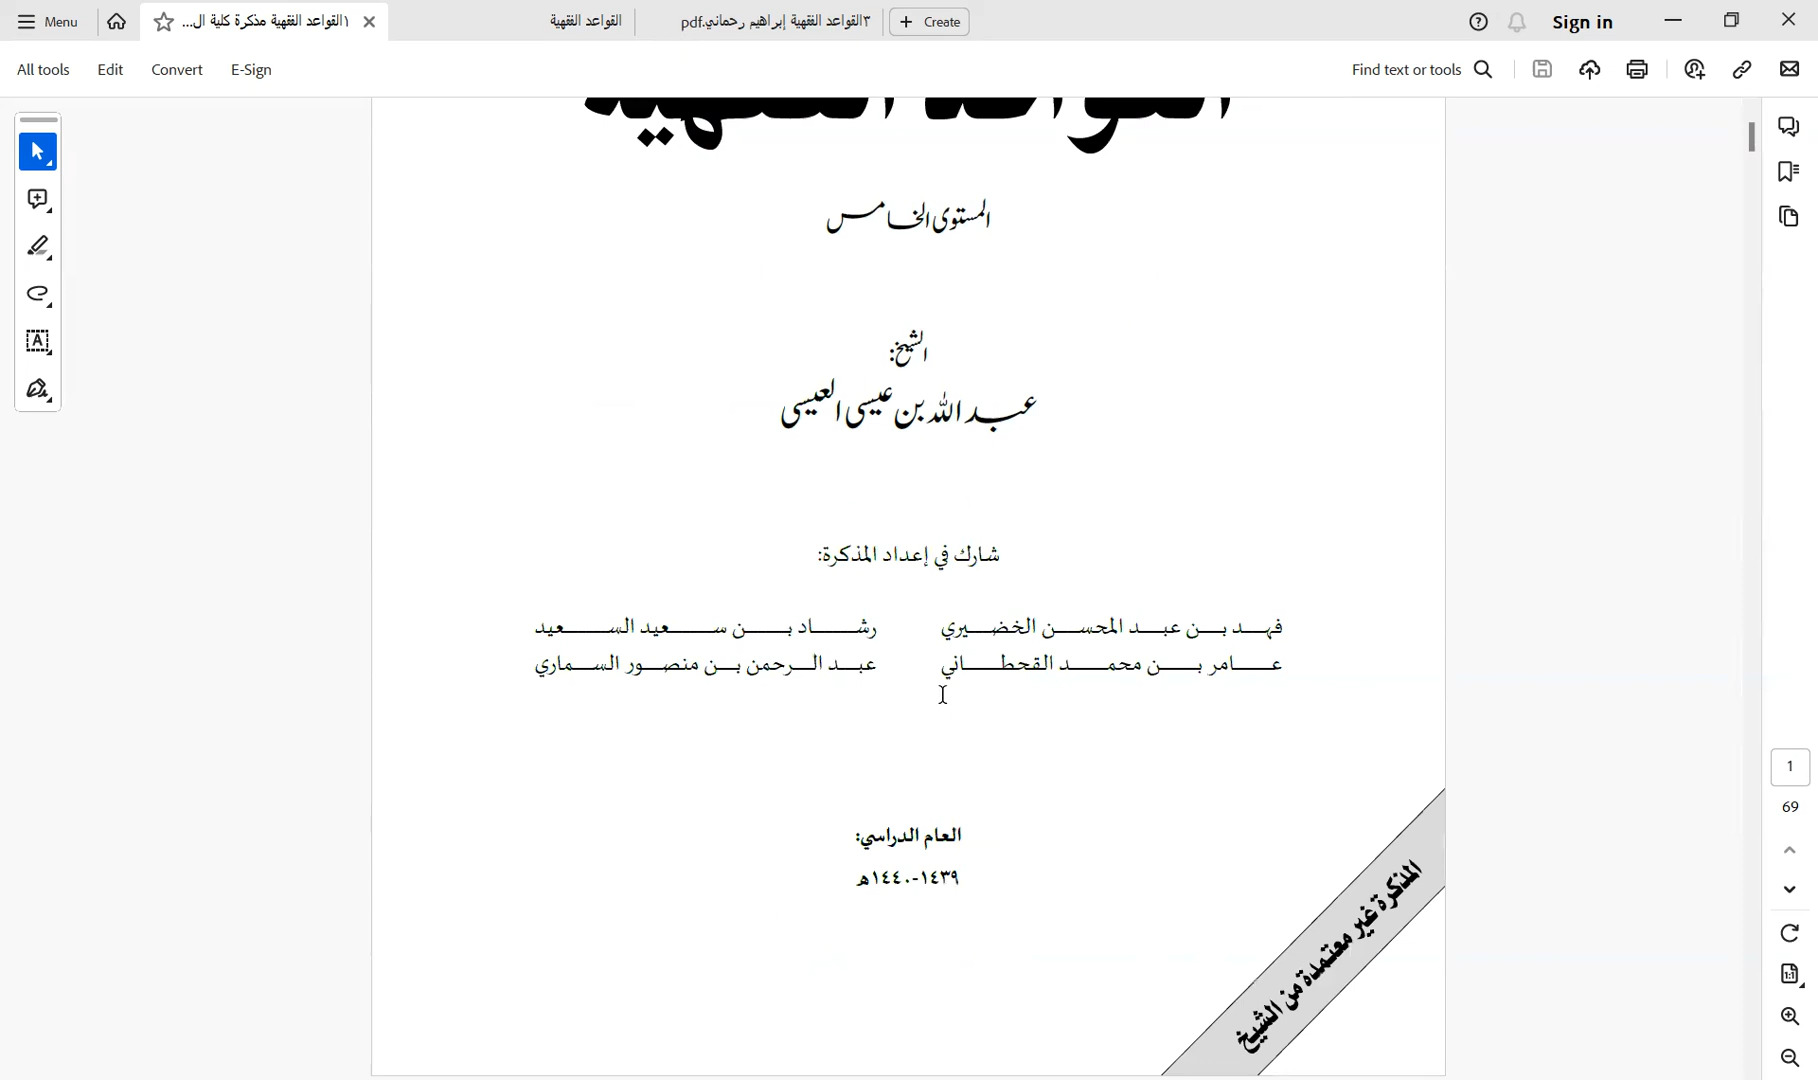 Menu
١القواعد الفقهية مذكرة كلية ال...
القواعد الفقهية
٣القواعد الفقهية إبراهيم رحماني.pdf
Create
Sign in
All tools
Edit
Convert
E-Sign
Find text or tools
القواعد الفقهية
المستوى الخامس
الشيخ:
عبد الله بن عيسى العيسى
شارك في إعداد المذكرة:
فهد بن عبد المحسن الخضيري
رشاد بن سعيد السعيد
عامر بن محمد القحطاني
عبد الرحمن بن منصور السماري
العام الدراسي:
١٤٣٩-١٤٤٠هـ
المذكرة غير معتمدة من الشيخ
1
69